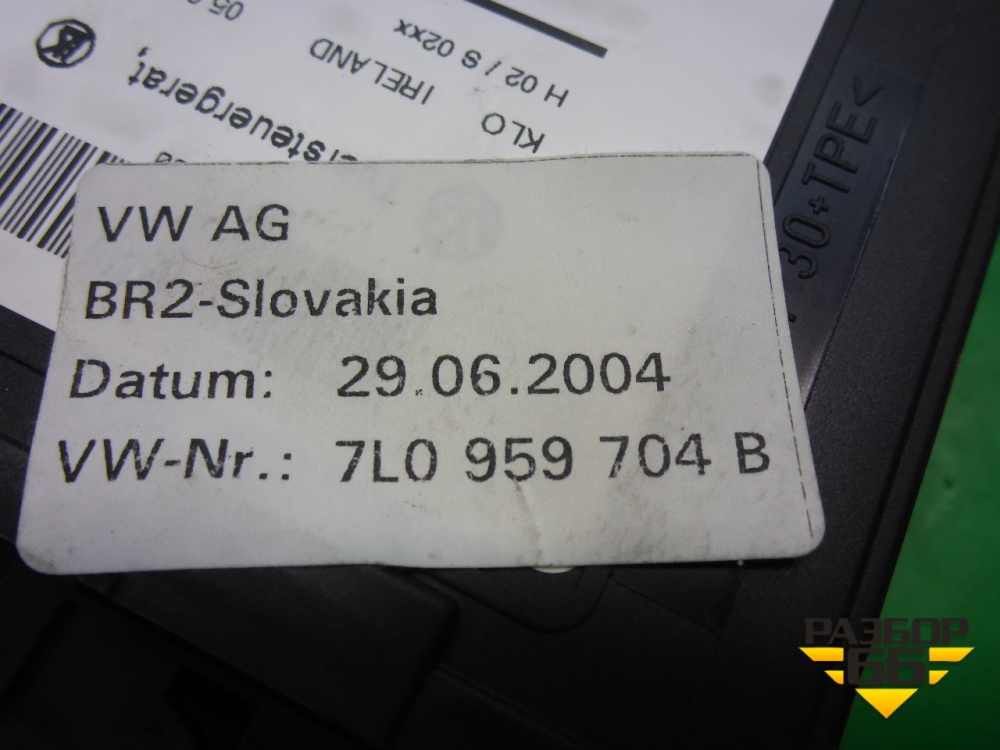 VW AG
BR2-Slovakia
Datum: 29.06.2004
VW-Nr.: 7L0 959 704 B
KLO IRELAND
H 02 / S 02xx
30+TPE<
РАЗБОР
66